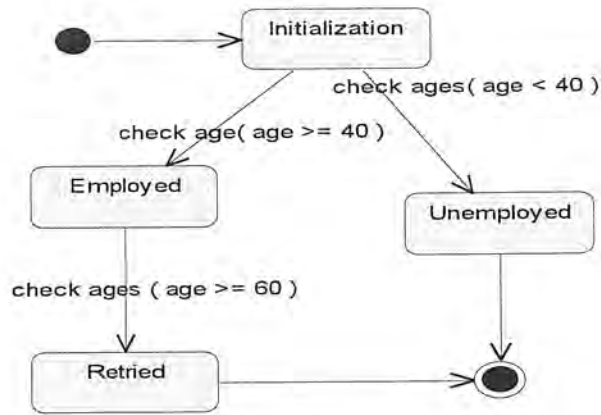 Initialization
check ages( age < 40 )
check age( age >= 40 )
Employed
Unemployed
check ages ( age >= 60 )
Retried